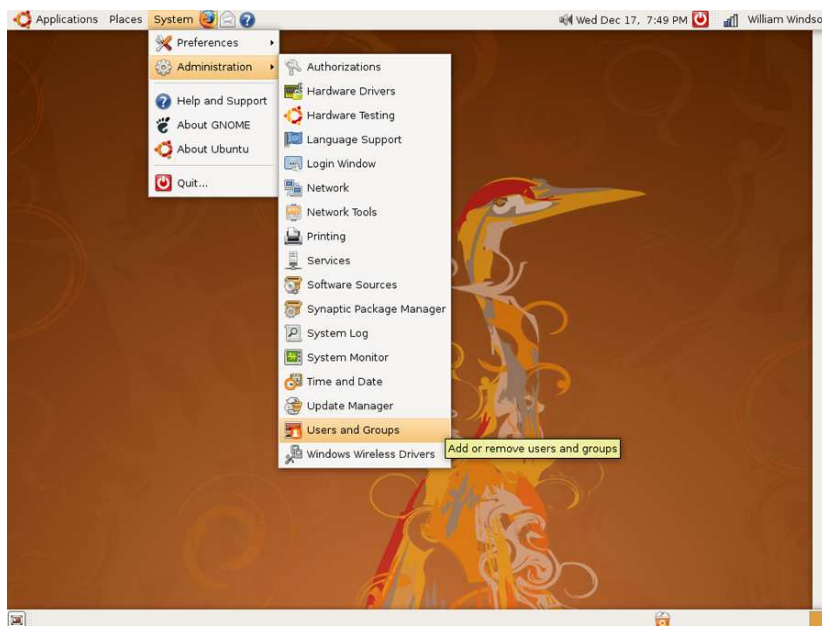 Applications Places System Wed Dec 17, 7:49 PM William Windso
Preferences
Administration
Help and Support
About GNOME
About Ubuntu
Quit...
Authorizations
Hardware Drivers
Hardware Testing
Language Support
Login Window
Network
Network Tools
Printing
Services
Software Sources
Synaptic Package Manager
System Log
System Monitor
Time and Date
Update Manager
Users and Groups
Windows Wireless Drivers
Add or remove users and groups